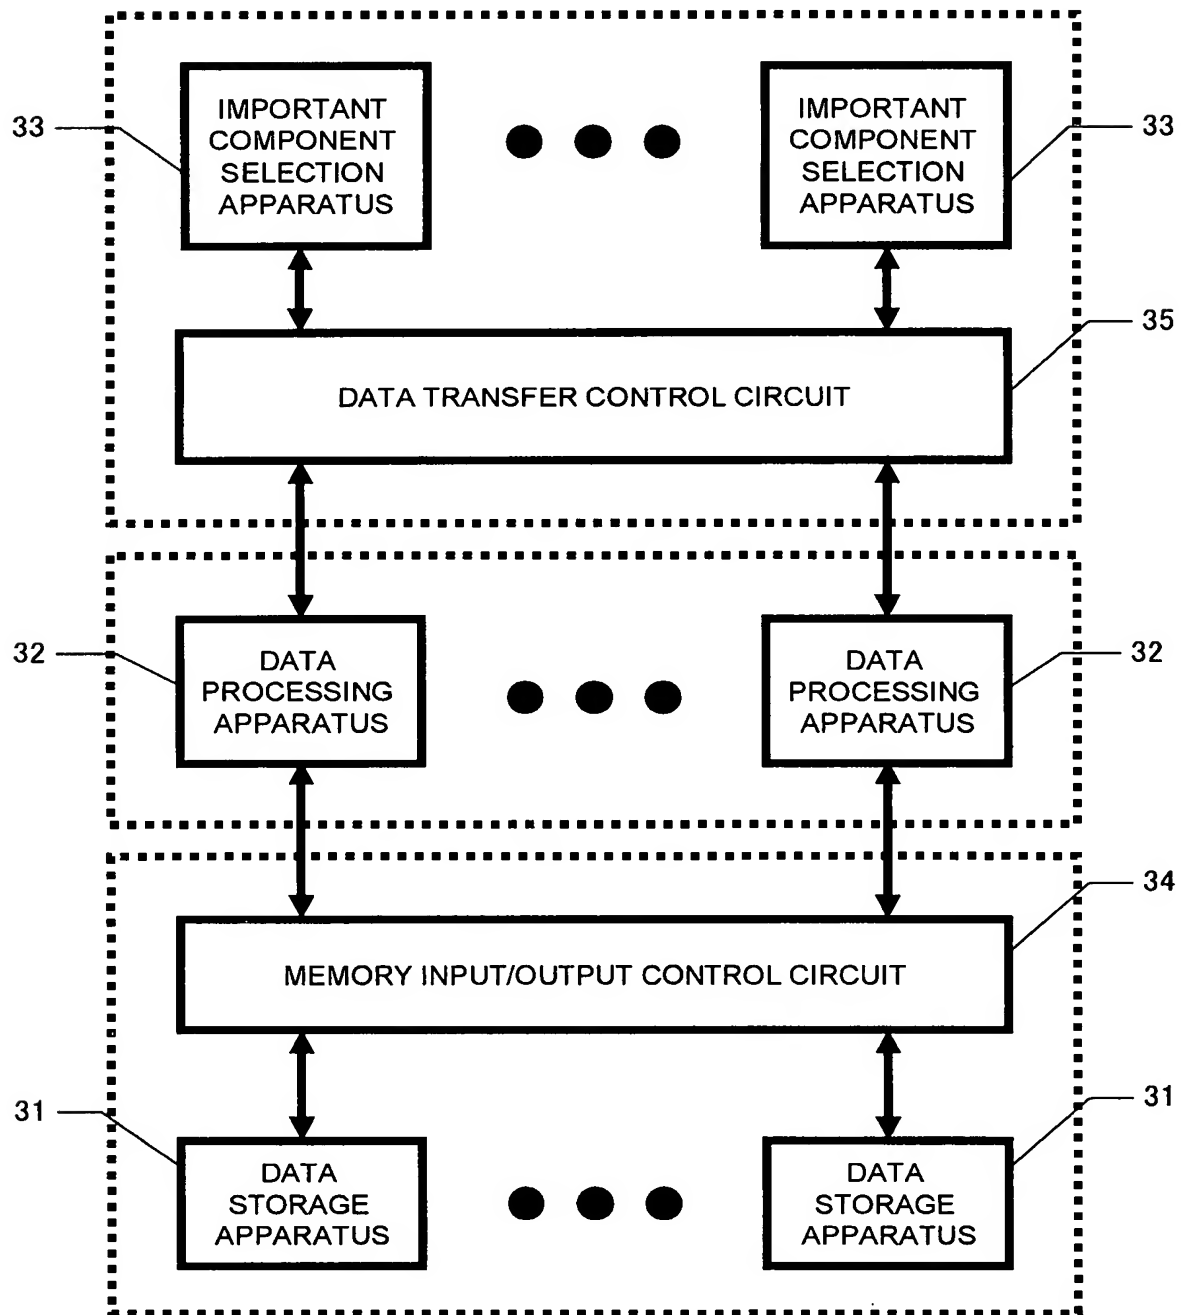 IMPORTANT
COMPONENT
SELECTION
APPARATUS
IMPORTANT
COMPONENT
SELECTION
APPARATUS
33
33
35
DATA TRANSFER CONTROL CIRCUIT
32
DATA
PROCESSING
APPARATUS
DATA
PROCESSING
APPARATUS
32
34
MEMORY INPUT/OUTPUT CONTROL CIRCUIT
31
DATA
STORAGE
APPARATUS
DATA
STORAGE
APPARATUS
31